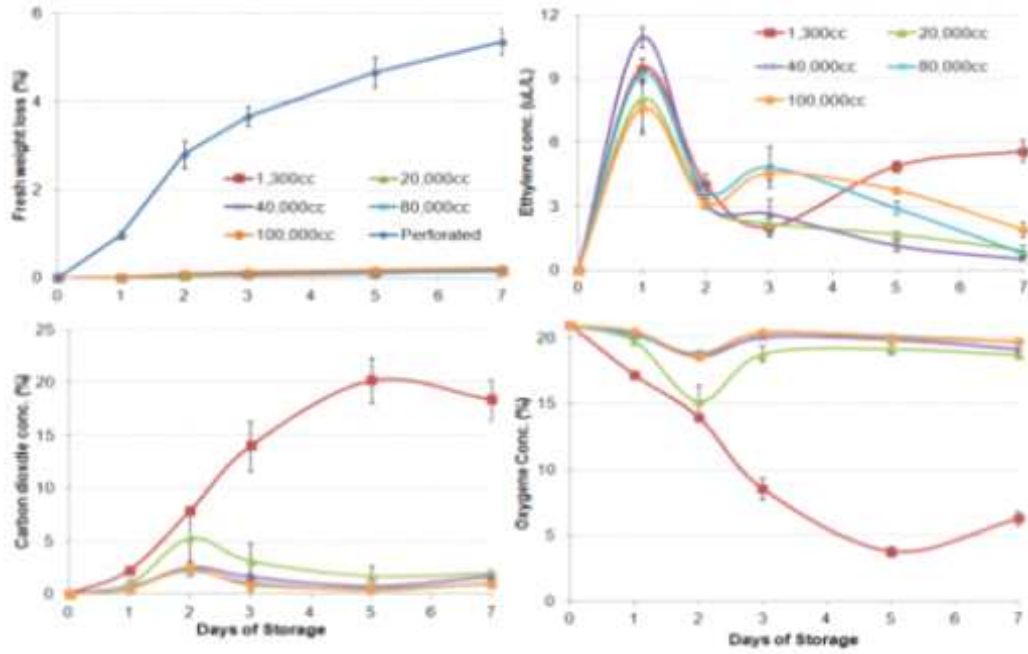 6
4
2
0
0 1 2 3 4 5 6 7
Fresh weight loss (%)
1,300cc 20,000cc
40,000cc 80,000cc
100,000cc Perforated
12
9
6
3
0
0 1 2 3 4 5 6 7
Ethylene conc. (uL/L)
1,300cc 20,000cc
40,000cc 80,000cc
100,000cc
25
20
15
10
5
0
0 1 2 3 4 5 6 7
Carbon dioxdie conc. (%)
Days of Storage
20
15
10
5
0
0 1 2 3 4 5 6 7
Oxygene Conc. (%)
Days of Storage